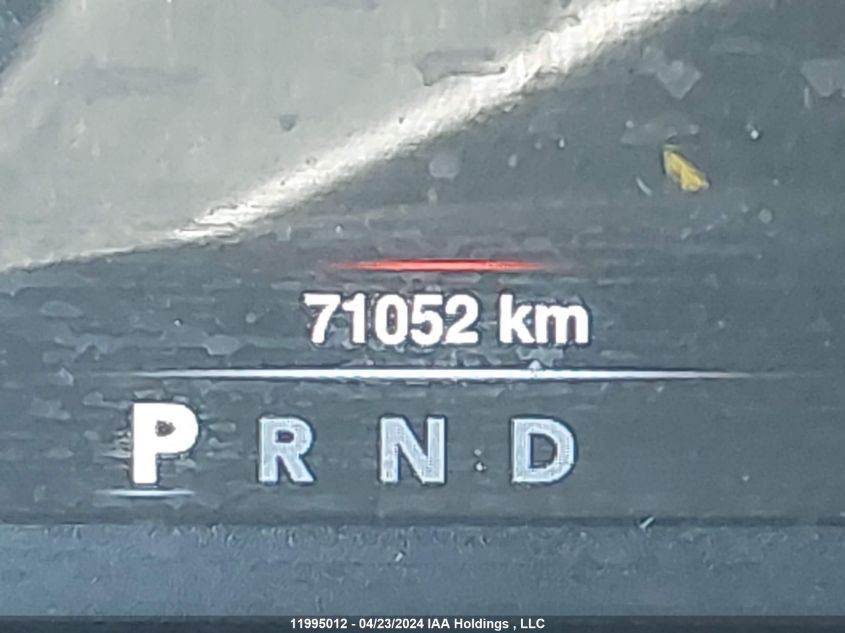 71052 km
P R N D
11995012 - 04/23/2024 IAA Holdings , LLC